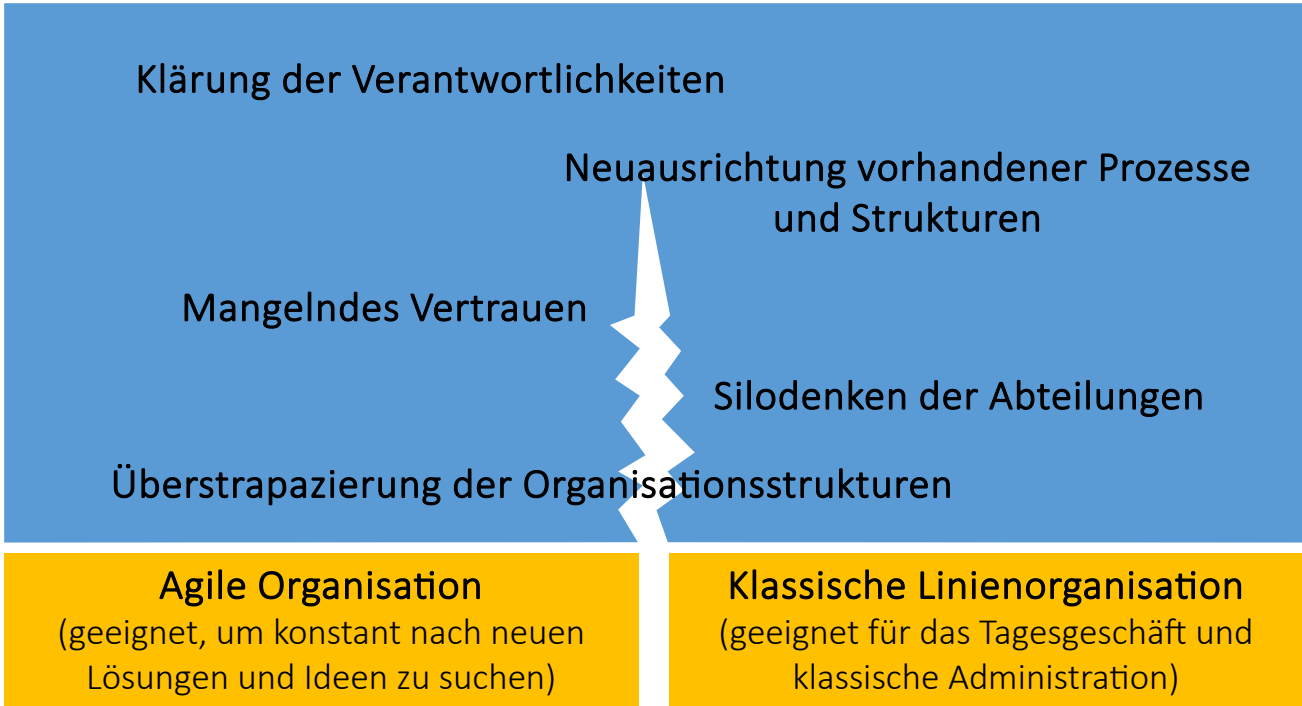 Klärung der Verantwortlichkeiten
Neuausrichtung vorhandener Prozesse
und Strukturen
Mangelndes Vertrauen
Silodenken der Abteilungen
Überstrapazierung der Organisationsstrukturen
Agile Organisation
(geeignet, um konstant nach neuen
Lösungen und Ideen zu suchen)
Klassische Linienorganisation
(geeignet für das Tagesgeschäft und
klassische Administration)